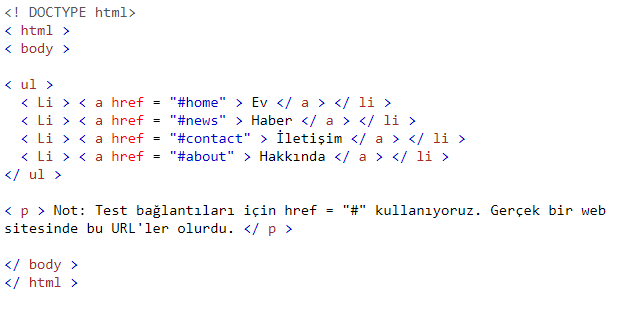 <! DOCTYPE html>
< html >
< body >
< ul >
< Li > < a href = "#home" > Ev </ a > </ li >
< Li > < a href = "#news" > Haber </ a > </ li >
< Li > < a href = "#contact" > İletişim </ a > </ li >
< Li > < a href = "#about" > Hakkında </ a > </ li >
</ ul >
< p > Not: Test bağlantıları için href = "#" kullanıyoruz. Gerçek bir web
sitesinde bu URL'ler olurdu. </ p >
</ body >
</ html >